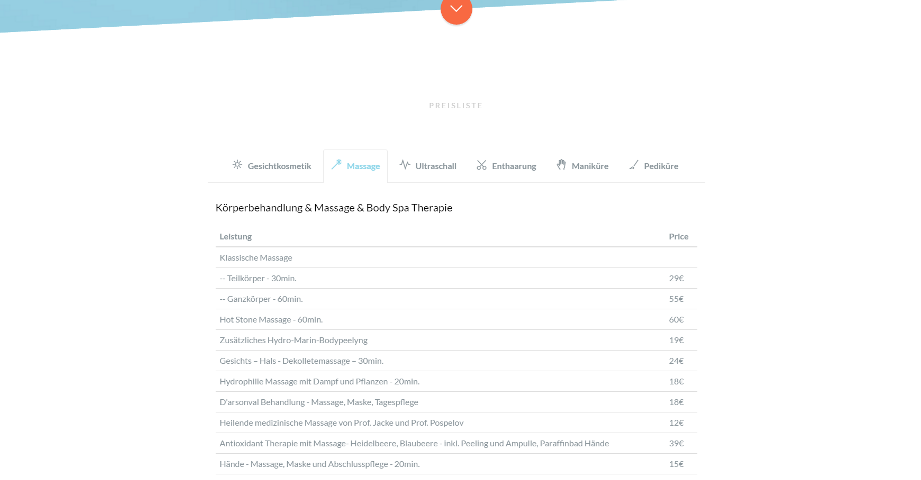 PREISLISTE
Gesichtkosmetik Massage Ultraschall Enthaarung Maniküre Pediküre
Körperbehandlung & Massage & Body Spa Therapie
Leistung Price
Klassische Massage
-- Teilkörper - 30min. 29€
-- Ganzkörper - 60min. 55€
Hot Stone Massage - 60min. 60€
Zusätzliches Hydro-Marin-Bodypeelyng 19€
Gesichts – Hals - Dekolletemassage – 30min. 24€
Hydrophille Massage mit Dampf und Pflanzen - 20min. 18€
D'arsonval Behandlung - Massage, Maske, Tagespflege 18€
Heilende medizinische Massage von Prof. Jacke und Prof. Pospelov 12€
Antioxidant Therapie mit Massage- Heidelbeere, Blaubeere - inkl. Peeling und Ampulle, Paraffinbad Hände 39€
Hände - Massage, Maske und Abschlusspflege - 20min. 15€